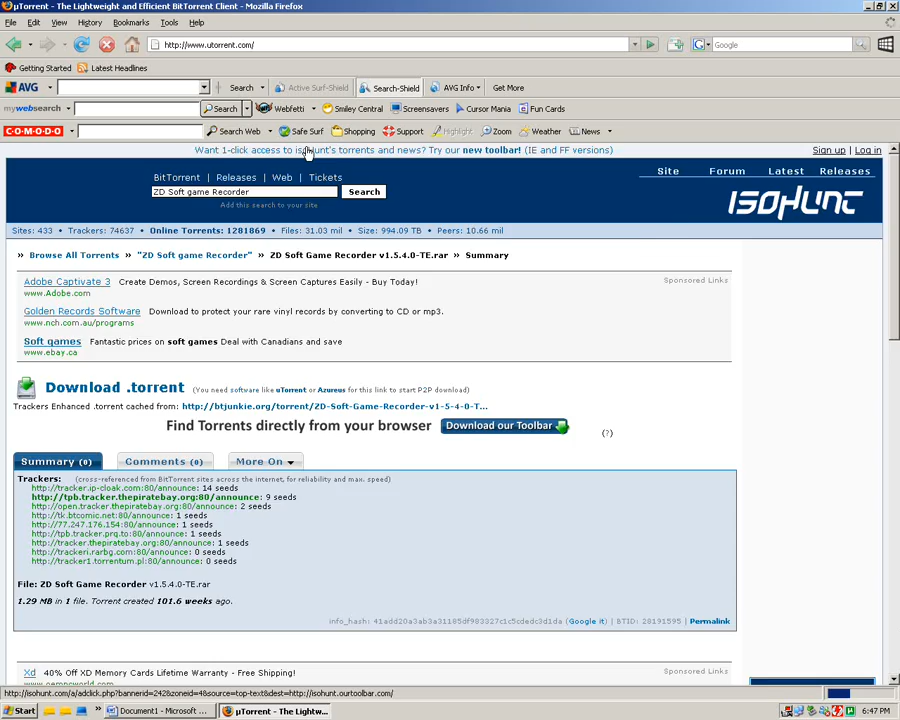 µTorrent - The Lightweight and Efficient BitTorrent Client - Mozilla Firefox
File Edit View History Bookmarks Tools Help
http://www.utorrent.com/ Google
Getting Started Latest Headlines
AVG Search Active Surf-Shield Search-Shield AVG Info Get More
mywebsearch Search Webfetti Smiley Central Screensavers Cursor Mania Fun Cards
COMODO Search Web Safe Surf Shopping Support Highlight Zoom Weather News
Want 1-click access to isoHunt's torrents and news? Try our new toolbar! (IE and FF versions) Sign up | Log in
BitTorrent | Releases | Web | Tickets Site Forum Latest Releases
ZD Soft game Recorder Search
ISOHUNT
Add this search to your site
Sites: 433 • Trackers: 74637 • Online Torrents: 1281869 • Files: 31.03 mil • Size: 994.09 TB • Peers: 10.66 mil
» Browse All Torrents » "ZD Soft game Recorder" » ZD Soft Game Recorder v1.5.4.0-TE.rar » Summary
Adobe Captivate 3 Create Demos, Screen Recordings & Screen Captures Easily - Buy Today! Sponsored Links
www.Adobe.com
Golden Records Software Download to protect your rare vinyl records by converting to CD or mp3.
www.nch.com.au/programs
Soft games Fantastic prices on soft games Deal with Canadians and save
www.ebay.ca
Download .torrent (You need software like uTorrent or Azureus for this link to start P2P download)
Trackers Enhanced .torrent cached from: http://btjunkie.org/torrent/ZD-Soft-Game-Recorder-v1-5-4-0-T...
Find Torrents directly from your browser Download our Toolbar (?)
Summary (0) Comments (0) More On
Trackers: (cross-referenced from BitTorrent sites across the internet, for reliability and max. speed)
http://tracker.ip-cloak.com:80/announce: 14 seeds
http://tpb.tracker.thepiratebay.org:80/announce: 9 seeds
http://open.tracker.thepiratebay.org:80/announce: 2 seeds
http://tk.btcomic.net:80/announce: 1 seeds
http://77.247.176.154:80/announce: 1 seeds
http://tpb.tracker.prq.to:80/announce: 1 seeds
http://tracker.thepiratebay.org:80/announce: 1 seeds
http://trackeri.rarbg.com:80/announce: 0 seeds
http://tracker1.torrentum.pl:80/announce: 0 seeds
File: ZD Soft Game Recorder v1.5.4.0-TE.rar
1.29 MB in 1 file. Torrent created 101.6 weeks ago.
info_hash: 41add20a3ab3a31185df983327c1c5cdedc3d1da (Google it) | BTID: 28191595 | Permalink
Xd 40% Off XD Memory Cards Lifetime Warranty - Free Shipping! Sponsored Links
http://isohunt.com/a/adclick.php?bannerid=242&zoneid=4&source=top-text&dest=http://isohunt.ourtoolbar.com/
Start Document1 - Microsoft ... µTorrent - The Lightw... 6:47 PM